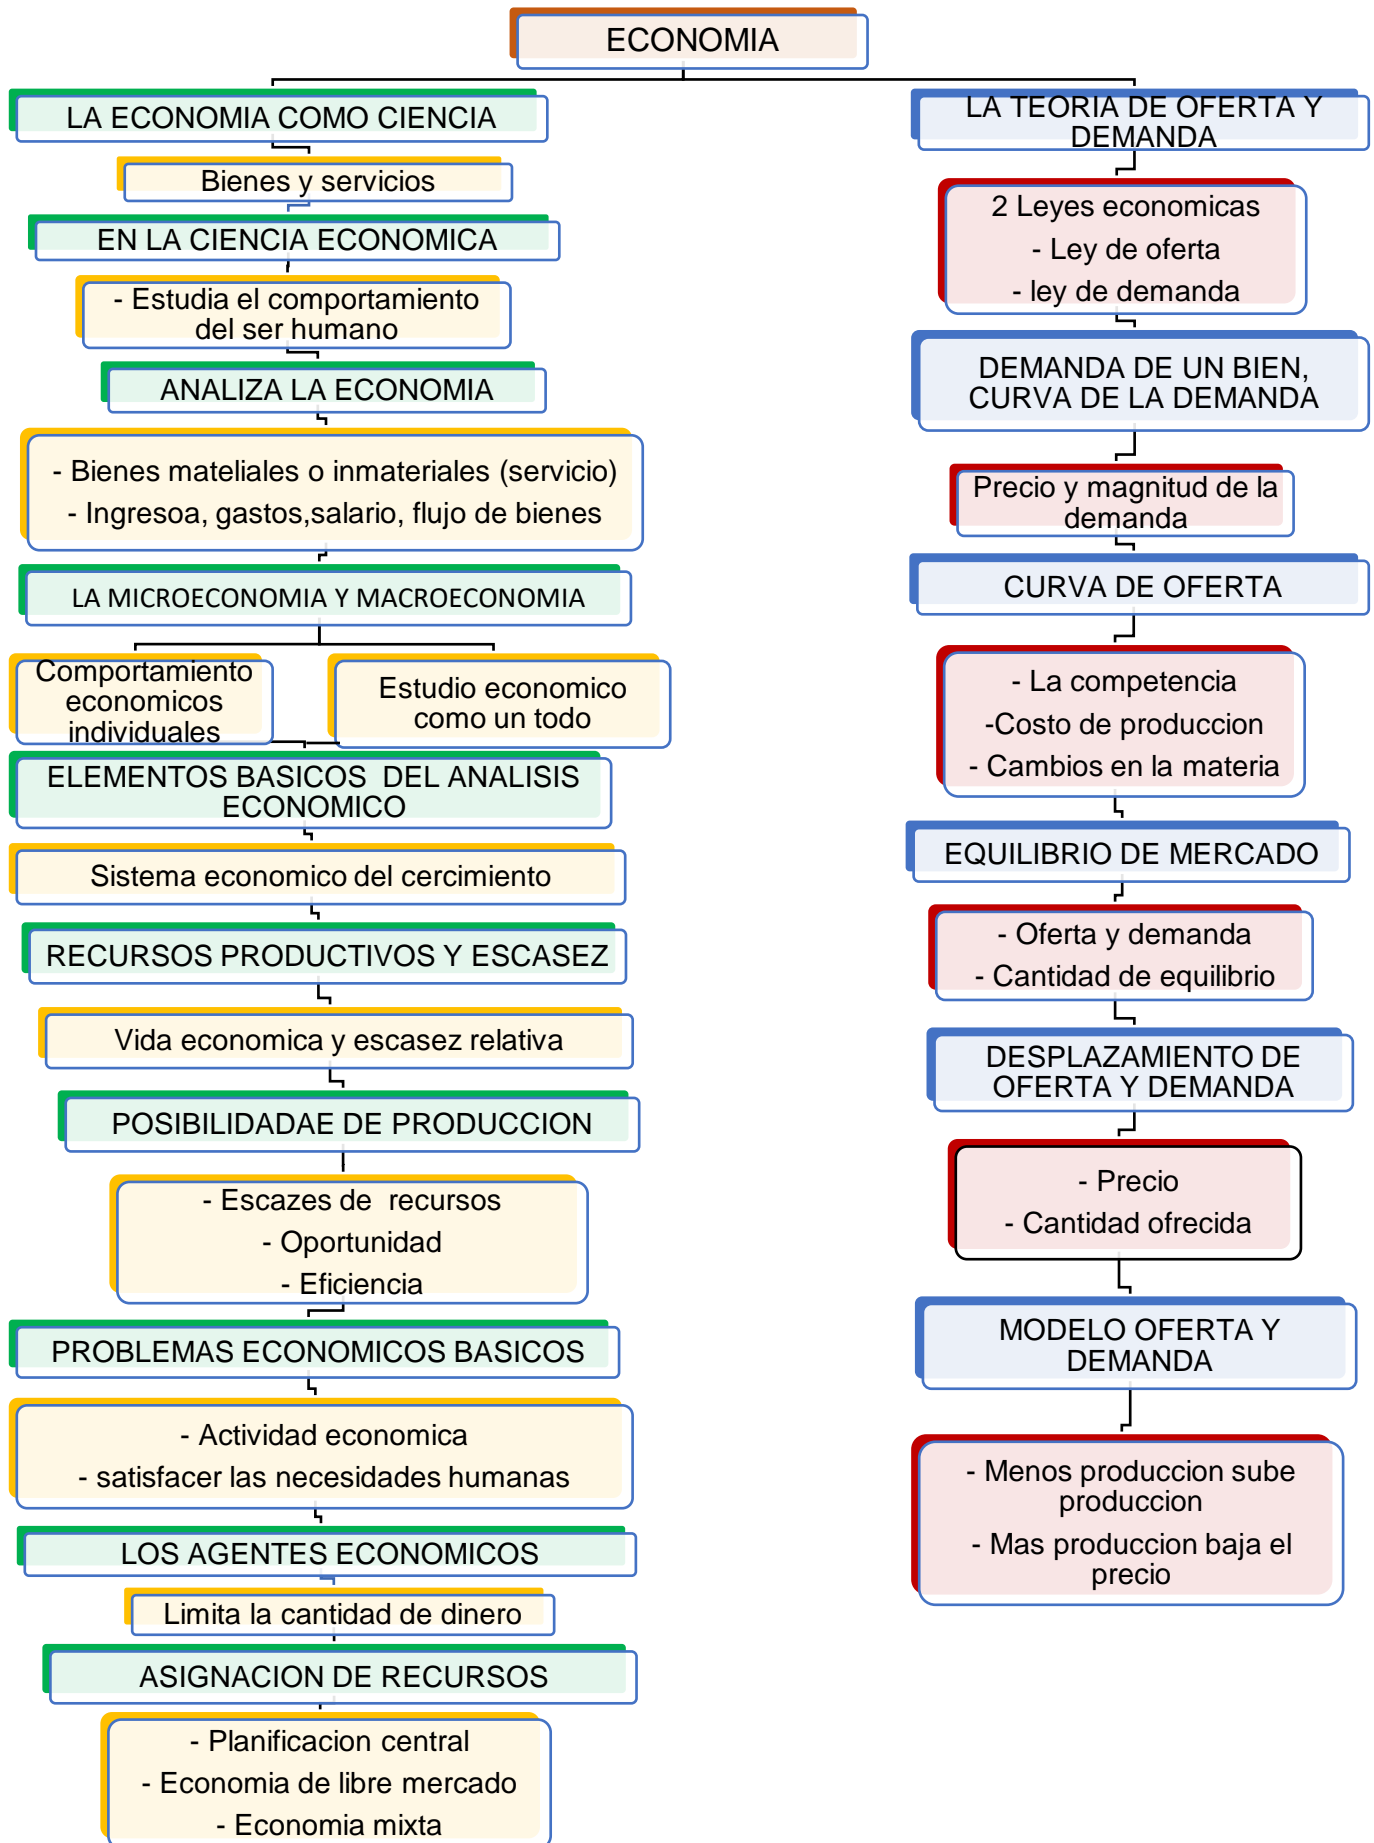 ECONOMIA
LA ECONOMIA COMO CIENCIA
Bienes y servicios
EN LA CIENCIA ECONOMICA
- Estudia el comportamiento
del ser humano
ANALIZA LA ECONOMIA
- Bienes mateliales o inmateriales (servicio)
- Ingresoa, gastos,salario, flujo de bienes
LA MICROECONOMIA Y MACROECONOMIA
Comportamiento
economicos
individuales
Estudio economico
como un todo
ELEMENTOS BASICOS  DEL ANALISIS
ECONOMICO
Sistema economico del cercimiento
RECURSOS PRODUCTIVOS Y ESCASEZ
Vida economica y escasez relativa
POSIBILIDADAE DE PRODUCCION
- Escazes de  recursos
- Oportunidad
- Eficiencia
PROBLEMAS ECONOMICOS BASICOS
- Actividad economica
- satisfacer las necesidades humanas
LOS AGENTES ECONOMICOS
Limita la cantidad de dinero
ASIGNACION DE RECURSOS
- Planificacion central
- Economia de libre mercado
- Economia mixta
LA TEORIA DE OFERTA Y
DEMANDA
2 Leyes economicas
- Ley de oferta
- ley de demanda
DEMANDA DE UN BIEN,
CURVA DE LA DEMANDA
Precio y magnitud de la
demanda
CURVA DE OFERTA
- La competencia
-Costo de produccion
- Cambios en la materia
EQUILIBRIO DE MERCADO
- Oferta y demanda
- Cantidad de equilibrio
DESPLAZAMIENTO DE
OFERTA Y DEMANDA
- Precio
- Cantidad ofrecida
MODELO OFERTA Y
DEMANDA
- Menos produccion sube
produccion
- Mas produccion baja el
precio